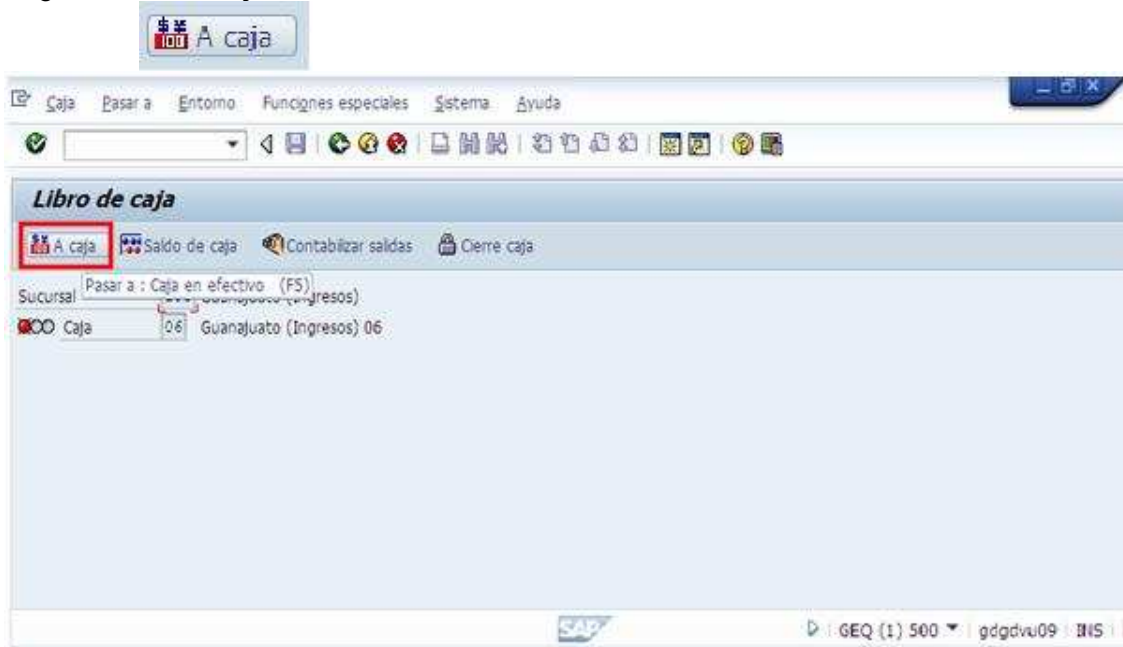 A caja
Caja Pasar a Entorno Funciones especiales Sistema Ayuda
Libro de caja
A caja Saldo de caja Contabilizar salidas Cierre caja
Pasar a : Caja en efectivo (F5)
Sucursal Guanajuato (Ingresos)
Caja 06 Guanajuato (Ingresos) 06
SAP
GEQ (1) 500 gdgdvu09 INS